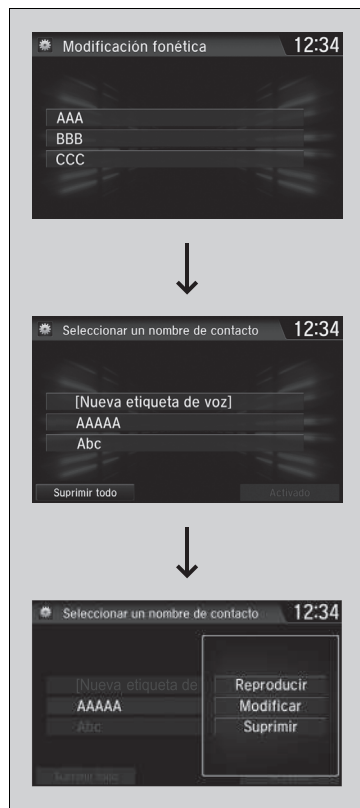 Modificación fonética 12:34
AAA
BBB
CCC
Seleccionar un nombre de contacto 12:34
[Nueva etiqueta de voz]
AAAAA
Abc
Suprimir todo Activado
Seleccionar un nombre de contacto 12:34
[Nueva etiqueta de Reproducir
AAAAA Modificar
Abc Suprimir
Suprimir todo